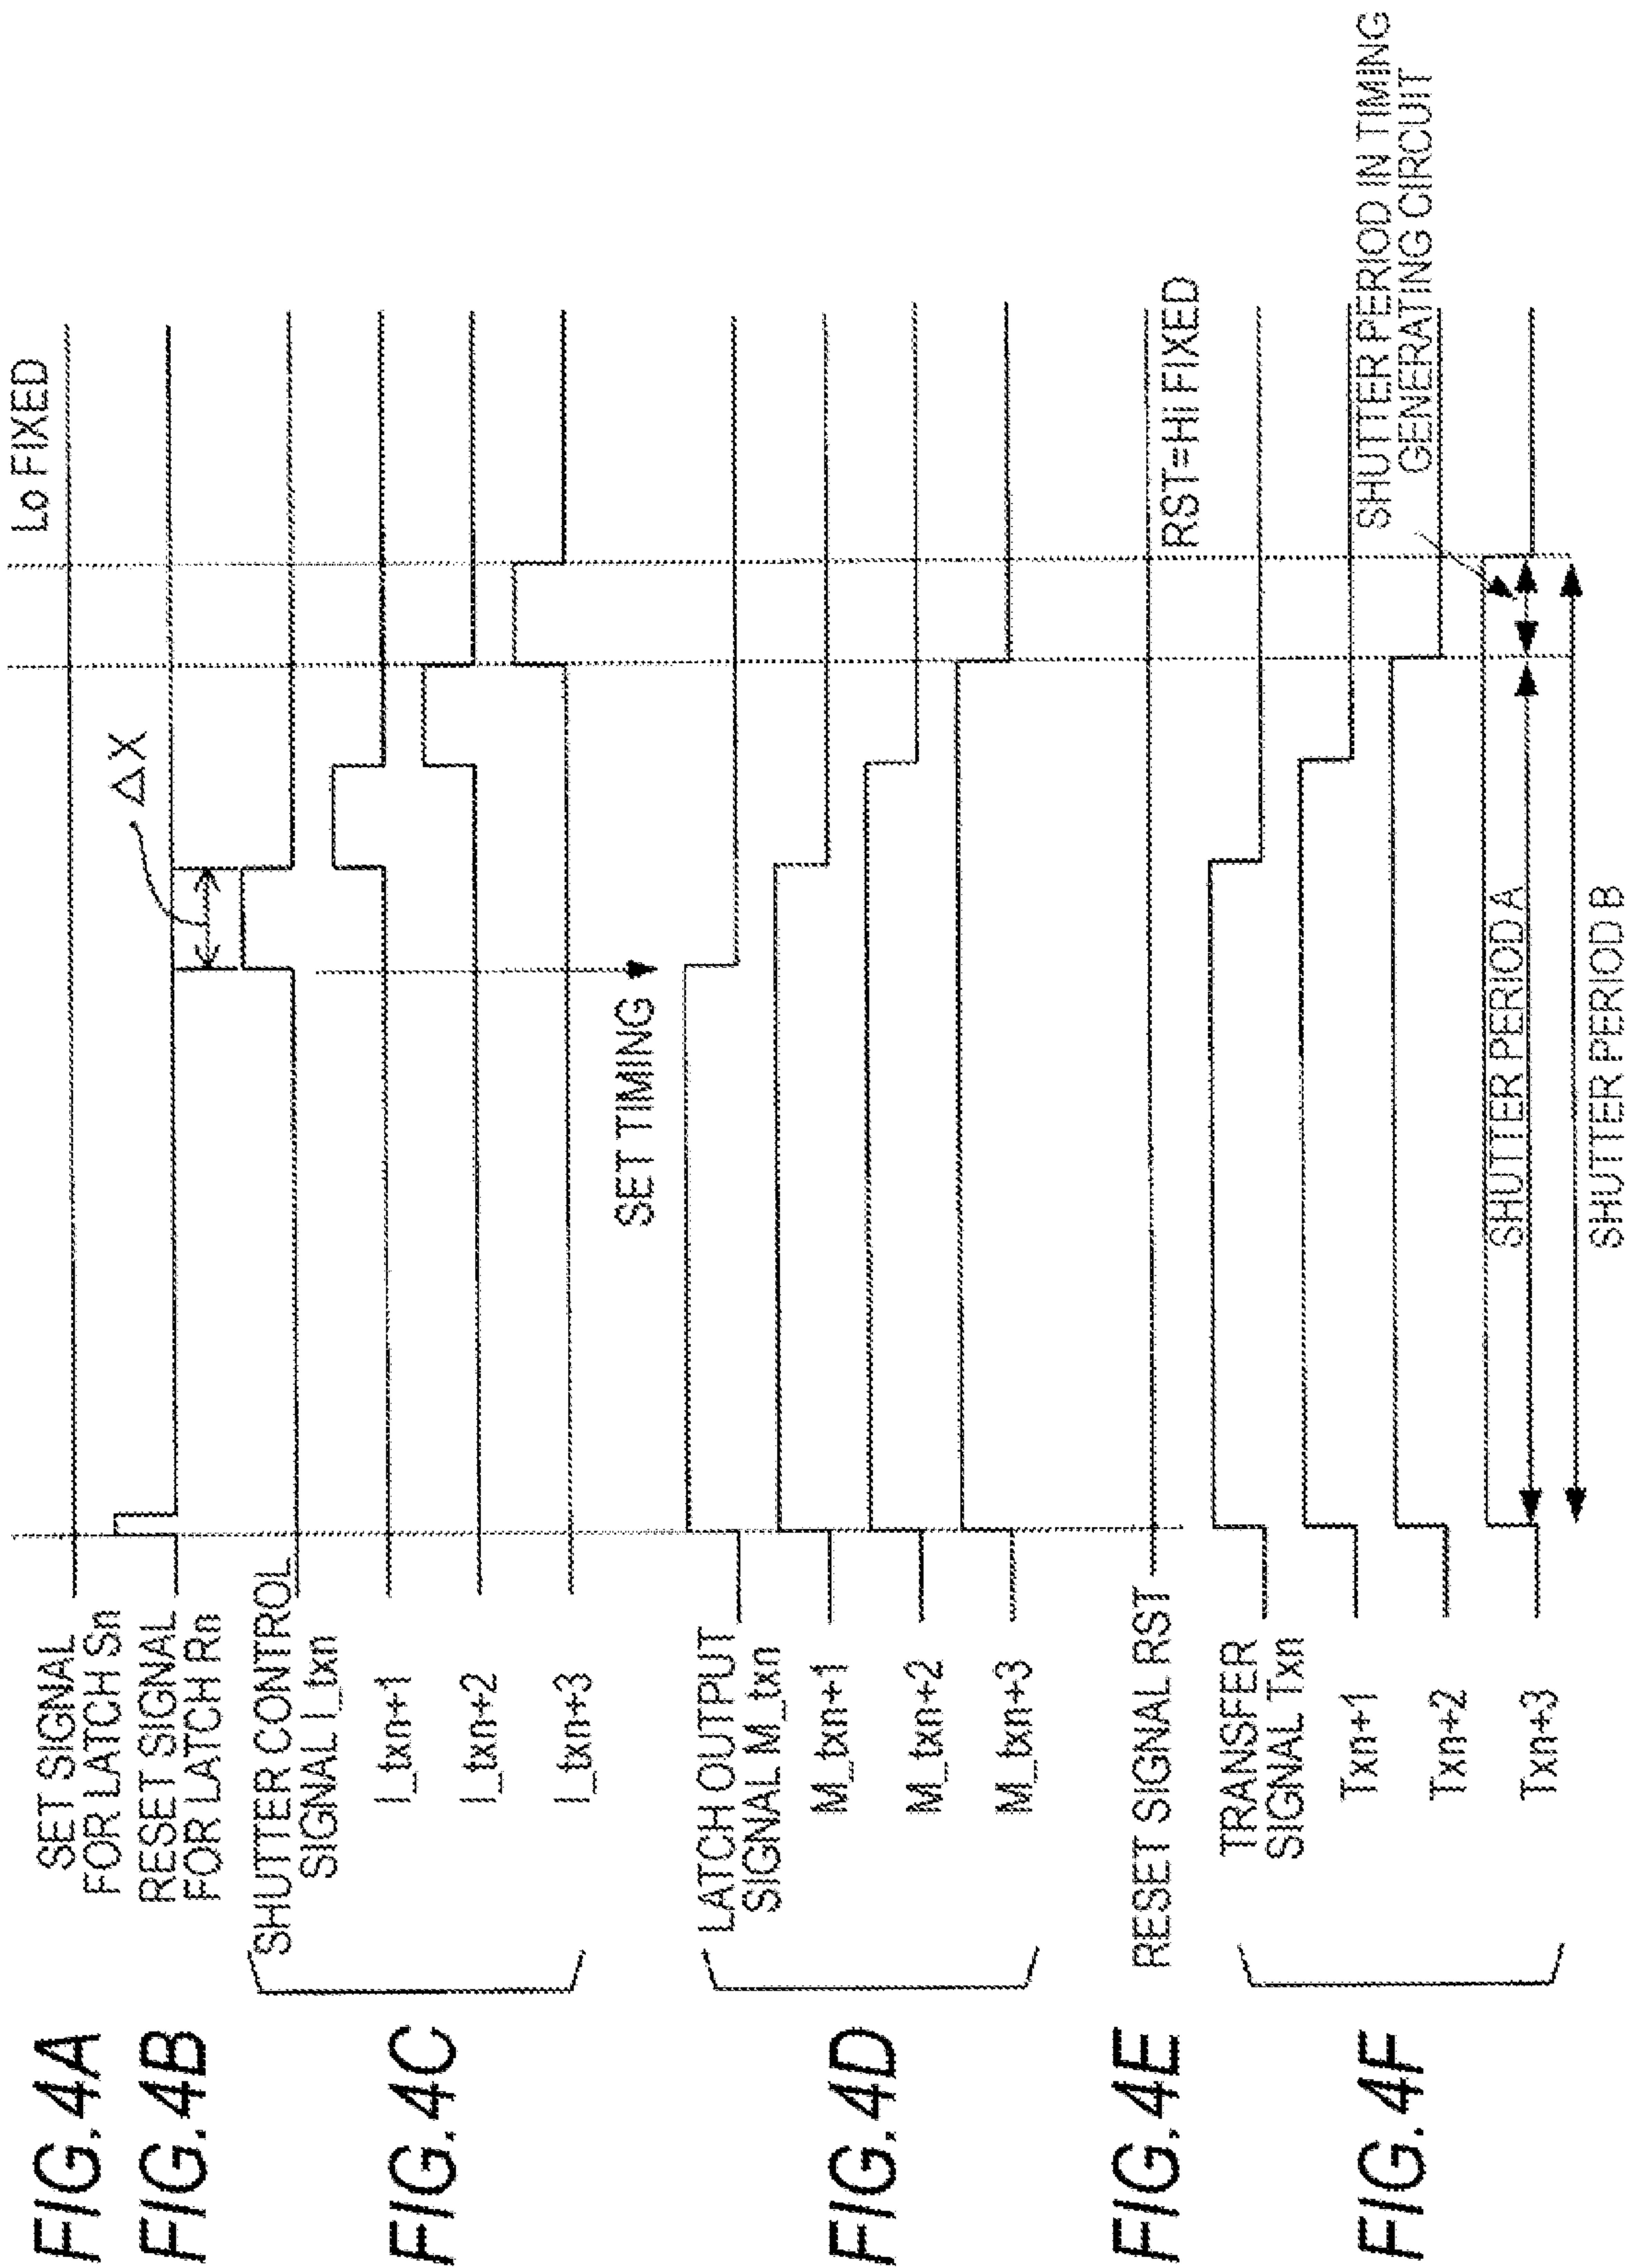 FIG. 4A
SET SIGNAL
FOR LATCH Sn
Lo FIXED
FIG. 4B
RESET SIGNAL
FOR LATCH Rn
ΔX
FIG. 4C
SHUTTER CONTROL
SIGNAL I_txn
I_txn+1
I_txn+2
I_txn+3
SET TIMING
FIG. 4D
LATCH OUTPUT
SIGNAL M_txn
M_txn+1
M_txn+2
M_txn+3
FIG. 4E
RESET SIGNAL RST
RST=Hi FIXED
FIG. 4F
TRANSFER
SIGNAL Txn
Txn+1
Txn+2
Txn+3
SHUTTER PERIOD IN TIMING
GENERATING CIRCUIT
SHUTTER PERIOD A
SHUTTER PERIOD B